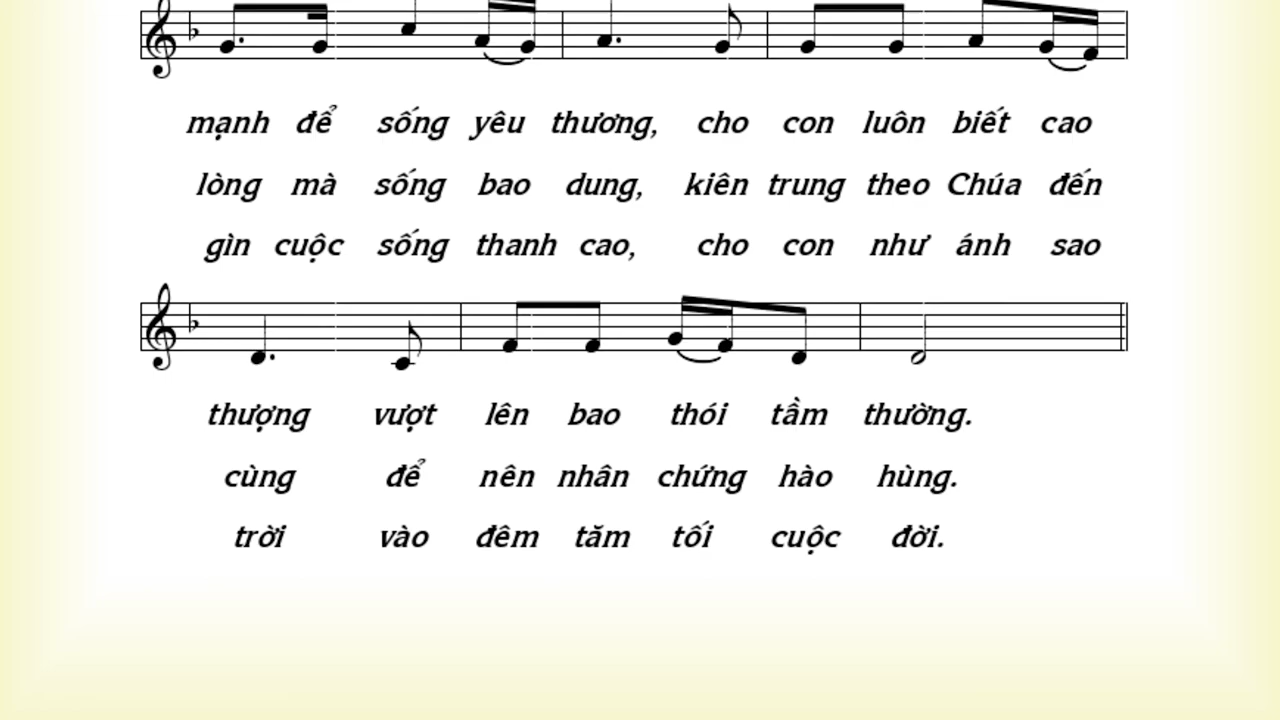 mạnh để sống yêu thương, cho con luôn biết cao
lòng mà sống bao dung, kiên trung theo Chúa đến
gìn cuộc sống thanh cao, cho con như ánh sao
thượng vượt lên bao thói tầm thường.
cùng để nên nhân chứng hào hùng.
trời vào đêm tăm tối cuộc đời.